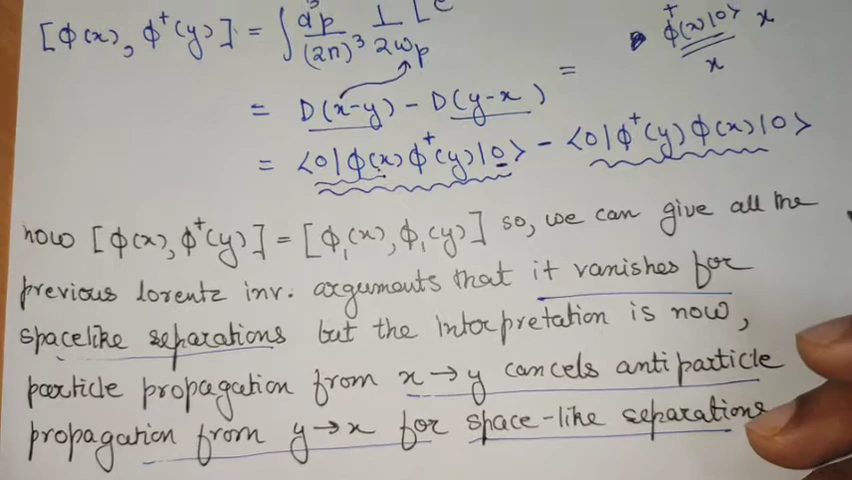 [ϕ(x), ϕ⁺(y)] = ∫ d³p/(2π)³ 1/2ωₚ [e
ϕ⁺(x)|0⟩ x
x
= D(x-y) - D(y-x) =
= ⟨0|ϕ(x)ϕ⁺(y)|0⟩ - ⟨0|ϕ⁺(y)ϕ(x)|0⟩
now [ϕ(x), ϕ⁺(y)] = [ϕ₁(x), ϕ₁(y)] so, we can give all the
previous lorentz inv. arguments that it vanishes for
spacelike separations but the interpretation is now,
particle propagation from x→y cancels antiparticle
propagation from y→x for space-like separations